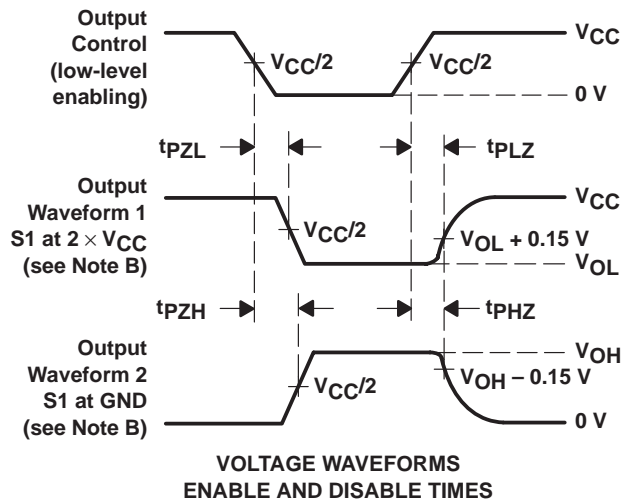 Output
Control
(low-level
enabling)
VCC/2
VCC/2
VCC
0 V
tPZL
tPLZ
Output
Waveform 1
S1 at 2 × VCC
(see Note B)
VCC/2
VCC
VOL + 0.15 V
VOL
tPZH
tPHZ
Output
Waveform 2
S1 at GND
(see Note B)
VCC/2
VOH
VOH – 0.15 V
0 V
VOLTAGE WAVEFORMS
ENABLE AND DISABLE TIMES